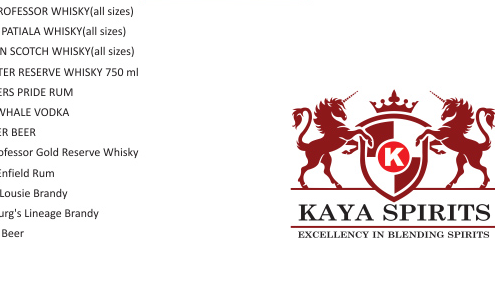 ROFESSOR WHISKY(all sizes)
PATIALA WHISKY(all sizes)
N SCOTCH WHISKY(all sizes)
TER RESERVE WHISKY 750 ml
ERS PRIDE RUM
WHALE VODKA
ER BEER
ofessor Gold Reserve Whisky
Enfield Rum
Lousie Brandy
urg's Lineage Brandy
Beer
K
KAYA SPIRITS
EXCELLENCY IN BLENDING SPIRITS